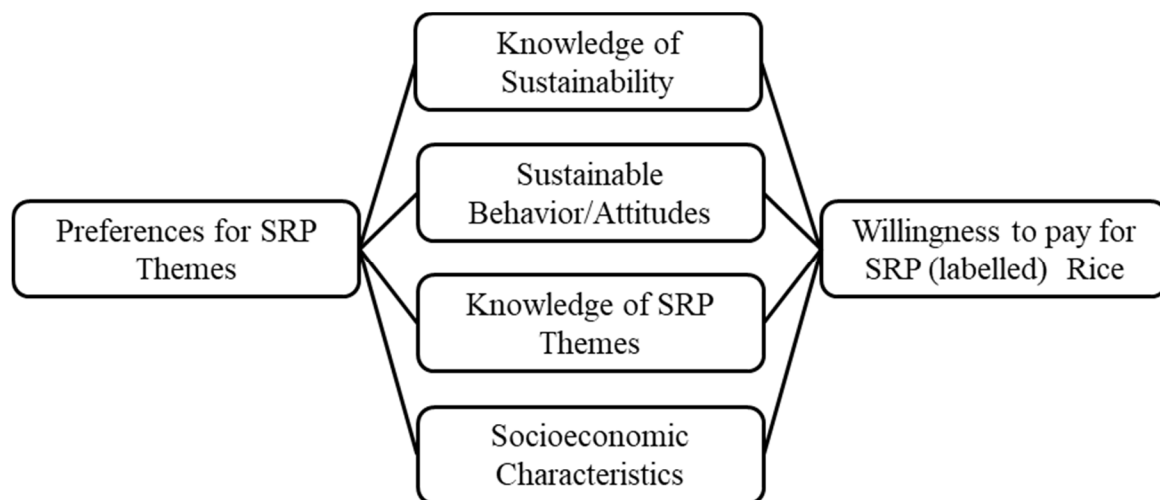 Knowledge of
Sustainability
Sustainable
Behavior/Attitudes
Preferences for SRP
Themes
Willingness to pay for
SRP (labelled) Rice
Knowledge of SRP
Themes
Socioeconomic
Characteristics